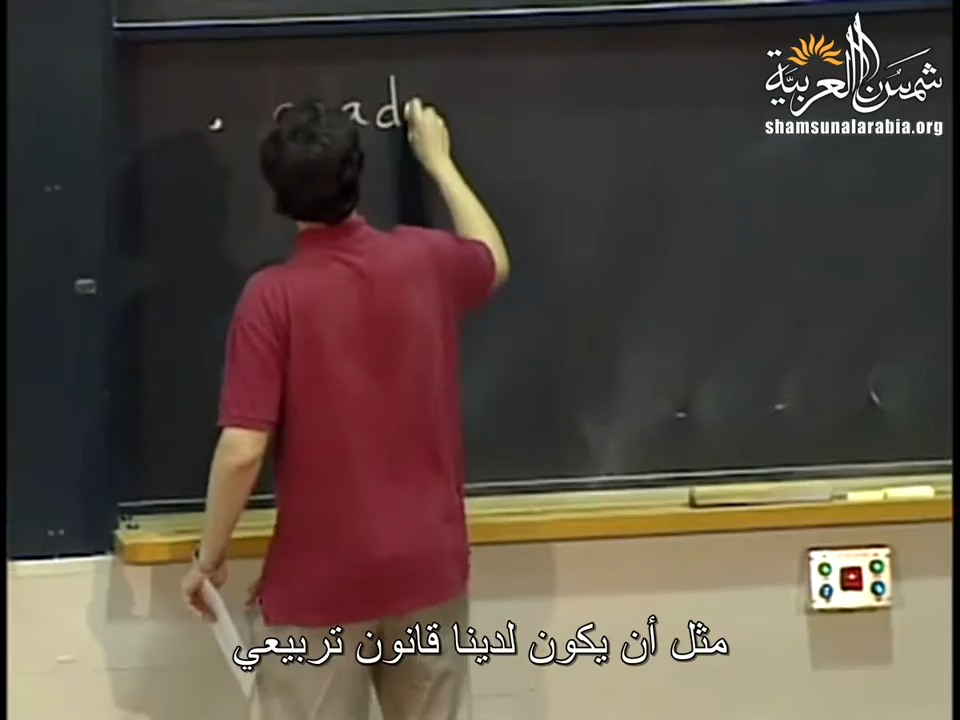 شمس العربية
shamsunalarabia.org
مثل أن يكون لدينا قانون تربيعي